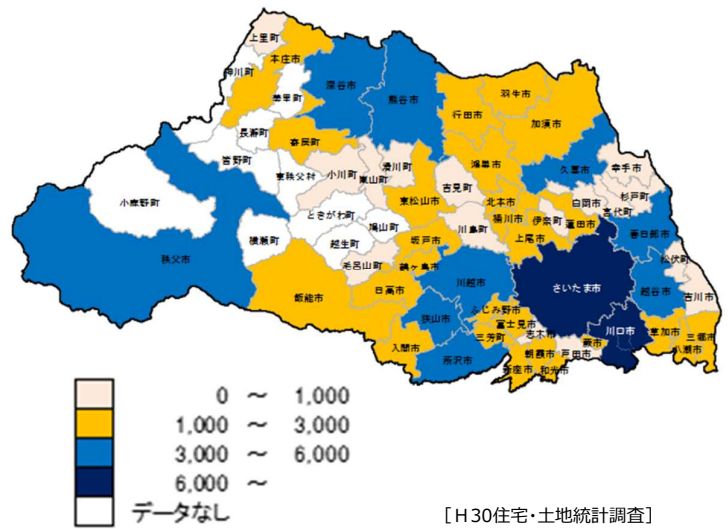 上里町
神川町
本庄市
美里町
深谷市
熊谷市
行田市
羽生市
加須市
長瀞町
寄居町
皆野町
東秩父村
小川町
嵐山町
滑川町
吉見町
鴻巣市
久喜市
幸手市
杉戸町
宮代町
白岡市
小鹿野町
ときがわ町
東松山市
北本市
桶川市
伊奈町
蓮田市
鳩山町
川島町
上尾市
春日部市
横瀬町
越生町
坂戸市
秩父市
毛呂山町
鶴ヶ島市
川越市
さいたま市
松伏町
越谷市
吉川市
飯能市
日高市
狭山市
ふじみ野市
富士見市
三芳町
志木市
川口市
草加市
三郷市
八潮市
入間市
所沢市
朝霞市
戸田市
蕨市
新座市
和光市
0 ～ 1,000
1,000 ～ 3,000
3,000 ～ 6,000
6,000 ～
データなし
[H30住宅・土地統計調査]